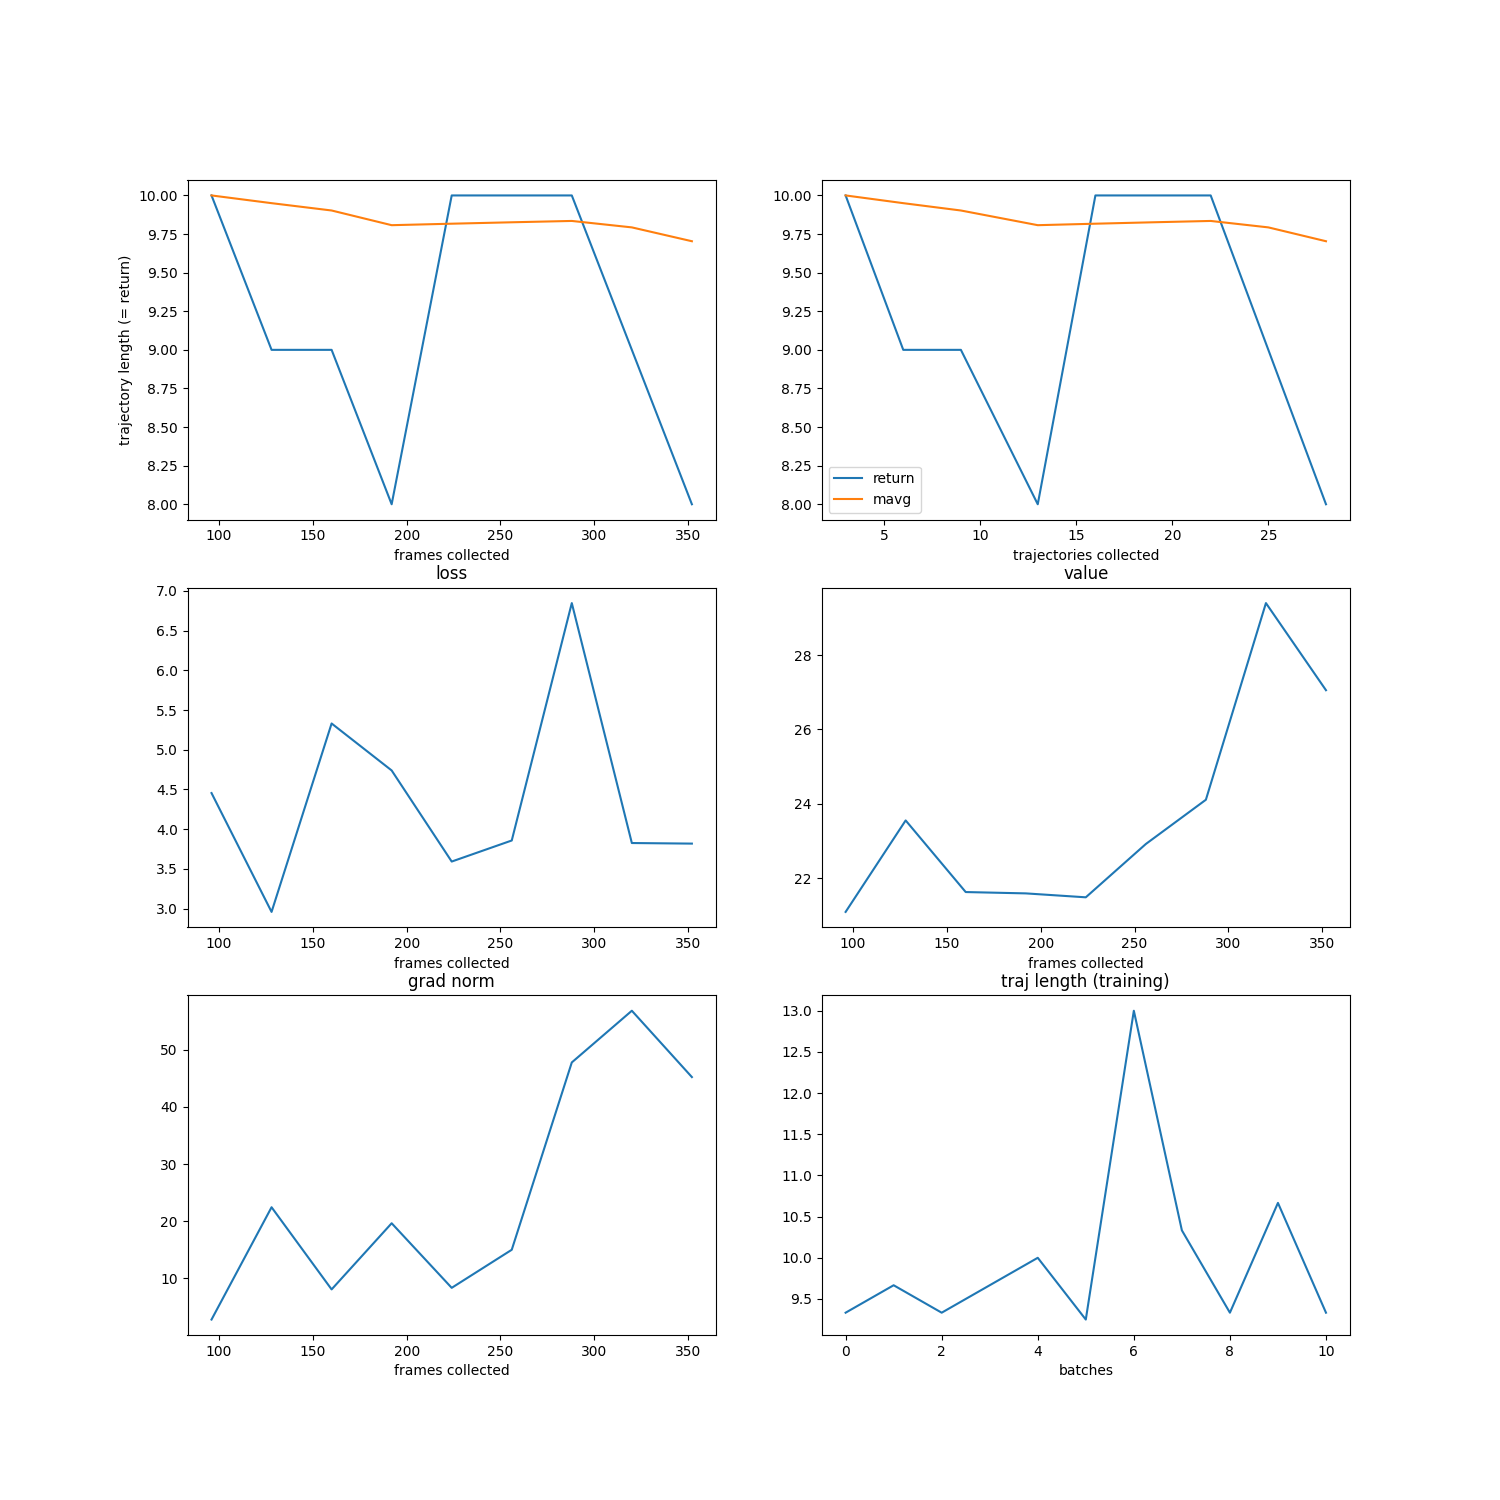 10.00
9.75
9.50
9.25
9.00
8.75
8.50
8.25
8.00
trajectory length (= return)
100 150 200 250 300 350
frames collected
10.00
9.75
9.50
9.25
9.00
8.75
8.50
8.25
8.00
return
mavg
5 10 15 20 25
trajectories collected
loss
7.0
6.5
6.0
5.5
5.0
4.5
4.0
3.5
3.0
100 150 200 250 300 350
frames collected
value
28
26
24
22
100 150 200 250 300 350
frames collected
grad norm
50
40
30
20
10
100 150 200 250 300 350
frames collected
traj length (training)
13.0
12.5
12.0
11.5
11.0
10.5
10.0
9.5
0 2 4 6 8 10
batches